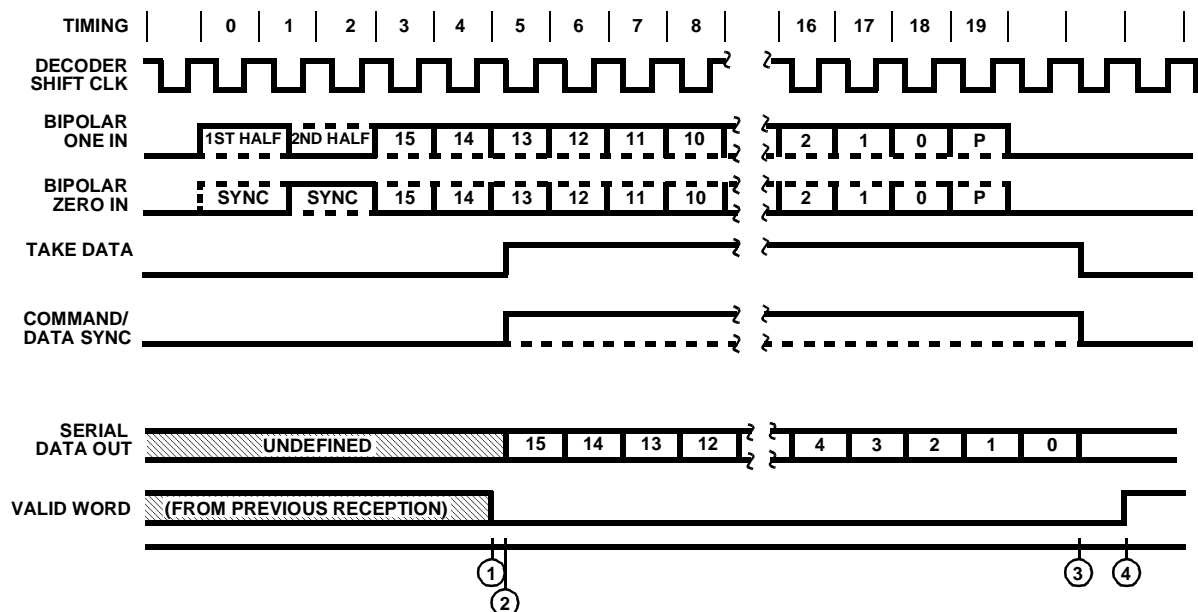 TIMING 0 1 2 3 4 5 6 7 8 16 17 18 19
DECODER
SHIFT CLK
BIPOLAR
ONE IN
1ST HALF 2ND HALF 15 14 13 12 11 10 2 1 0 P
BIPOLAR
ZERO IN
SYNC SYNC 15 14 13 12 11 10 2 1 0 P
TAKE DATA
COMMAND/
DATA SYNC
SERIAL
DATA OUT
UNDEFINED 15 14 13 12 4 3 2 1 0
VALID WORD (FROM PREVIOUS RECEPTION)
1 3 4
2